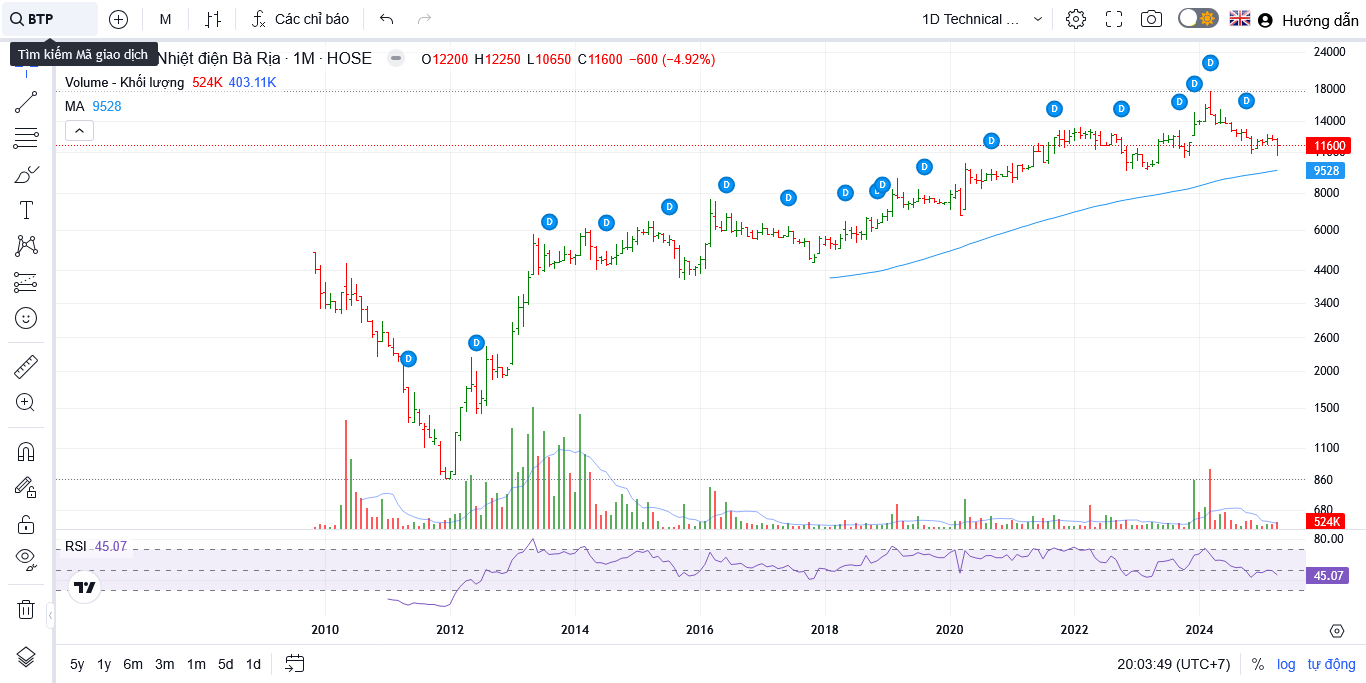 BTP
M
Các chỉ báo
1D Technical ...
Hướng dẫn
Tìm kiếm Mã giao dịch
Nhiệt điện Bà Rịa · 1M · HOSE
O12200 H12250 L10650 C11600 −600 (−4.92%)
Volume - Khối lượng 524K 403.11K
MA 9528
D D D D D D D D D D D D D D D D D
24000
18000
14000
11600
9528
8000
6000
4400
3400
2600
2000
1500
1100
860
680
524K
RSI 45.07
80.00
45.07
2010 2012 2014 2016 2018 2020 2022 2024
5y 1y 6m 3m 1m 5d 1d
20:03:49 (UTC+7) % log tự động